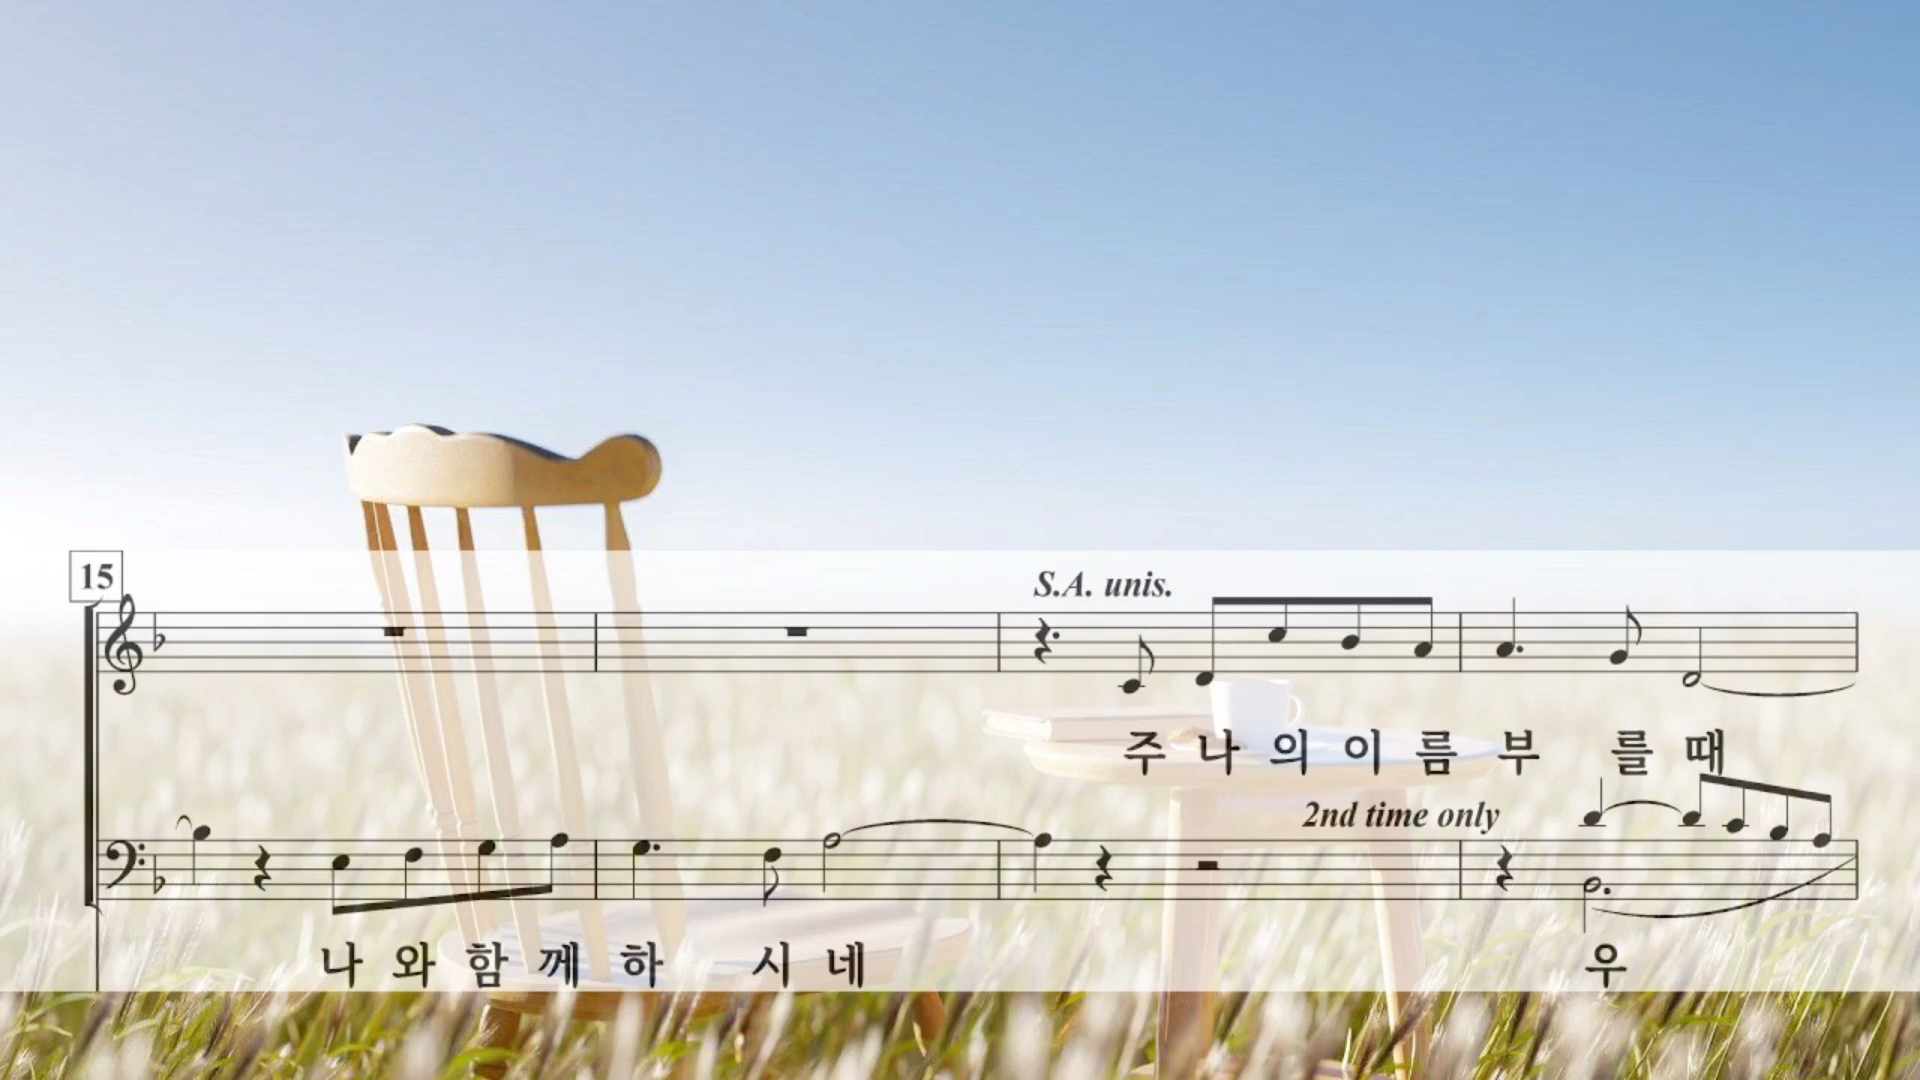 15
S.A. unis.
주 나 의 이 름 부 를 때
2nd time only
나 와 함 께 하 시 네 우